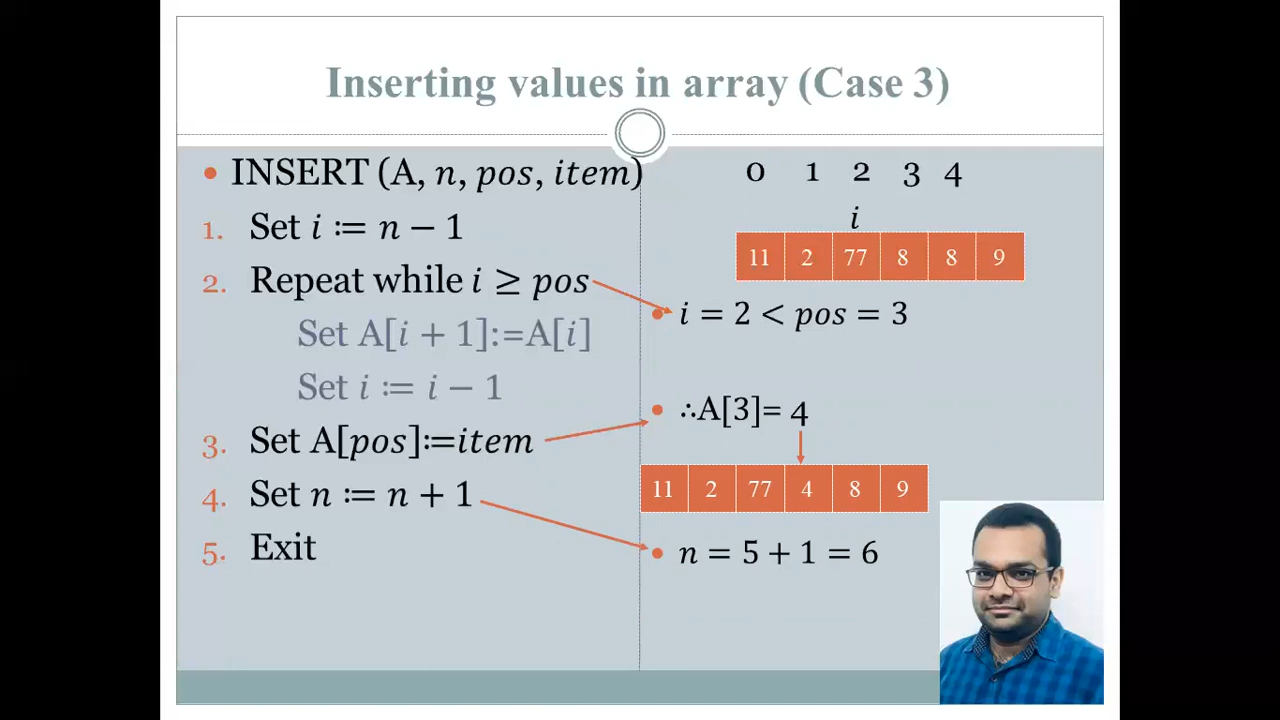 Inserting values in array (Case 3)
• INSERT (A, n, pos, item)
1. Set i ≔ n − 1
2. Repeat while i ≥ pos
Set A[i + 1]:=A[i]
Set i ≔ i − 1
3. Set A[pos]:=item
4. Set n ≔ n + 1
5. Exit
0 1 2 3 4
i
11 2 77 8 8 9
• i = 2 < pos = 3
• ∴A[3]= 4
11 2 77 4 8 9
• n = 5 + 1 = 6